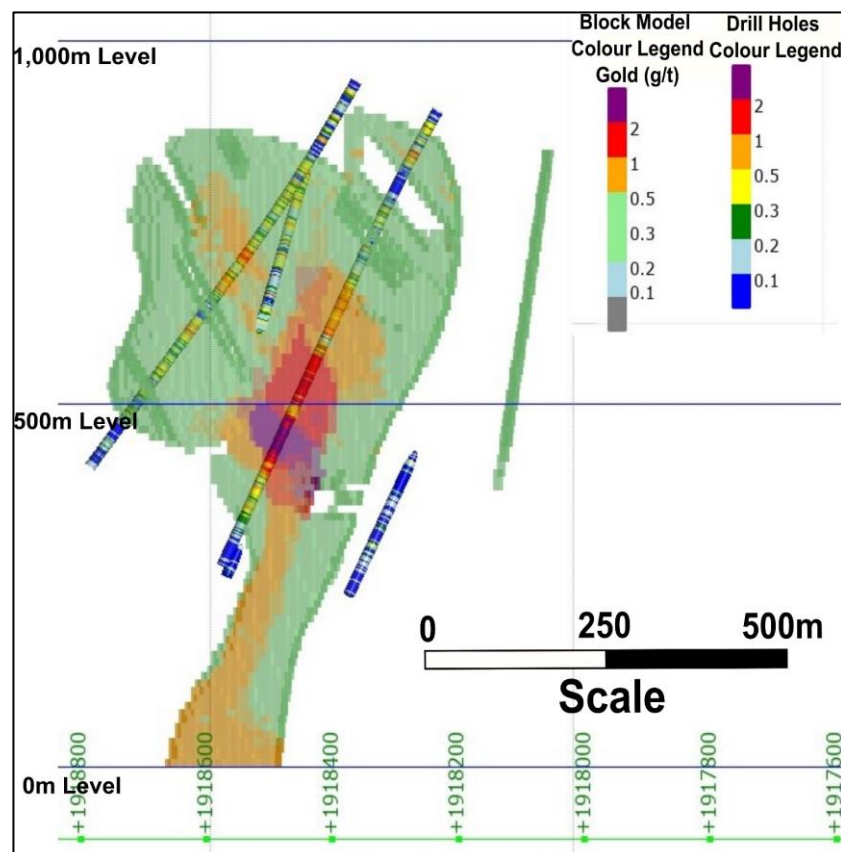 Block Model
Colour Legend
Gold (g/t)
2
1
0.5
0.3
0.2
0.1
Drill Holes
Colour Legend
2
1
0.5
0.3
0.2
0.1
1,000m Level
500m Level
0 250 500m
Scale
0m Level
+1918800
+1918600
+1918400
+1918200
+1918000
+1917800
+1917600